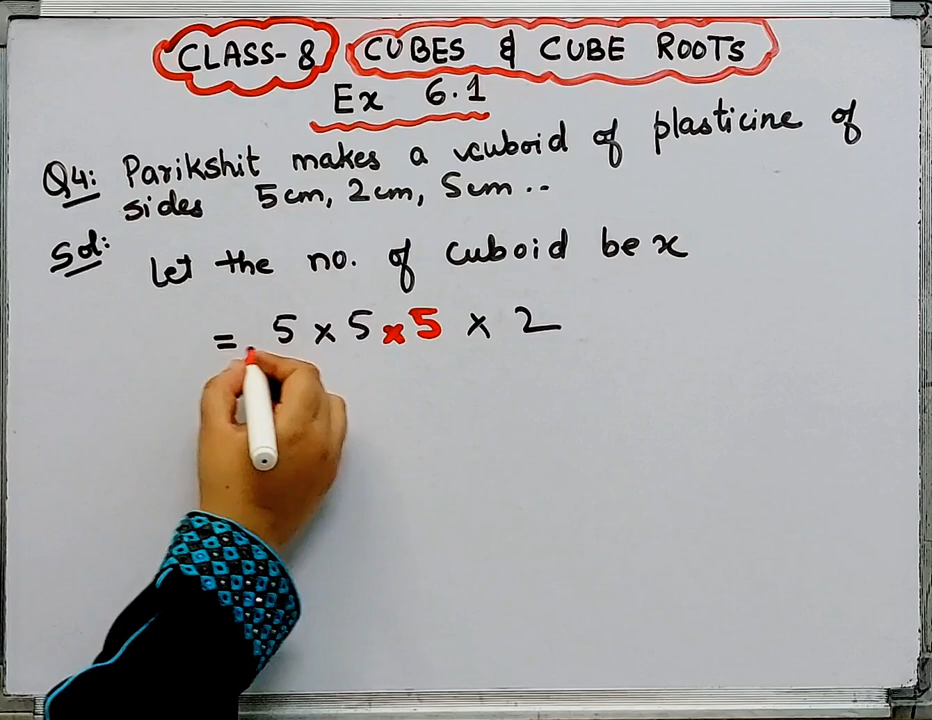 CLASS-8 CUBES & CUBE ROOTS
Ex 6.1
Q4: Parikshit makes a cuboid of plasticine of
sides 5cm, 2cm, 5cm ..
Sol: Let the no. of cuboid be x
= 5 × 5 × 5 × 2